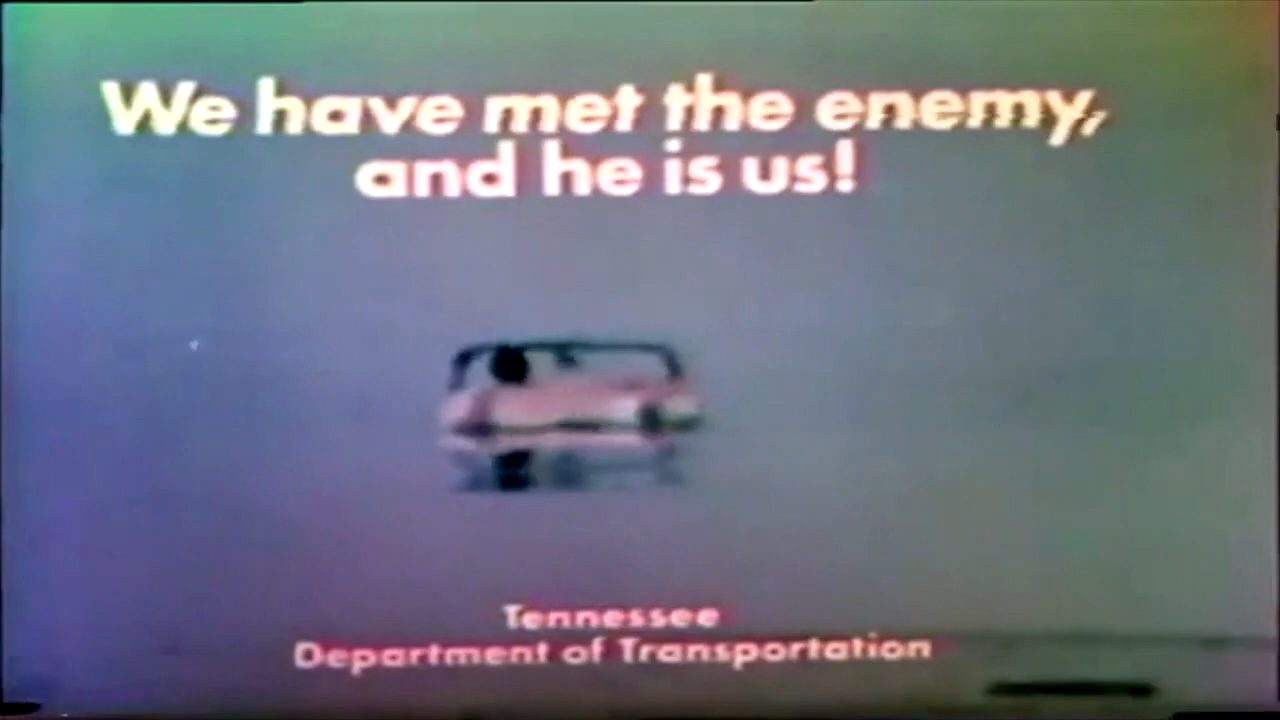 We have met the enemy,
and he is us!
Tennessee
Department of Transportation